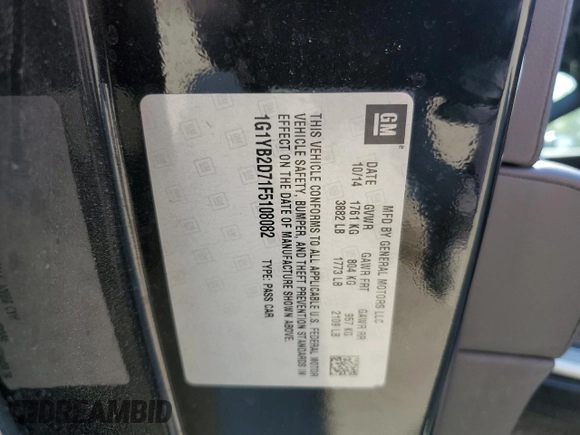 GM
MFD BY GENERAL MOTORS LLC
DATE GVWR GAWR FRT GAWR RR
10/14 1761 KG 804 KG 957 KG
3882 LB 1773 LB 2109 LB
THIS VEHICLE CONFORMS TO ALL APPLICABLE U.S. FEDERAL MOTOR
VEHICLE SAFETY, BUMPER, AND THEFT PREVENTION STANDARDS IN
EFFECT ON THE DATE OF MANUFACTURE SHOWN ABOVE.
1G1YB2D71F5108082 TYPE: PASS CAR
DREAMBID